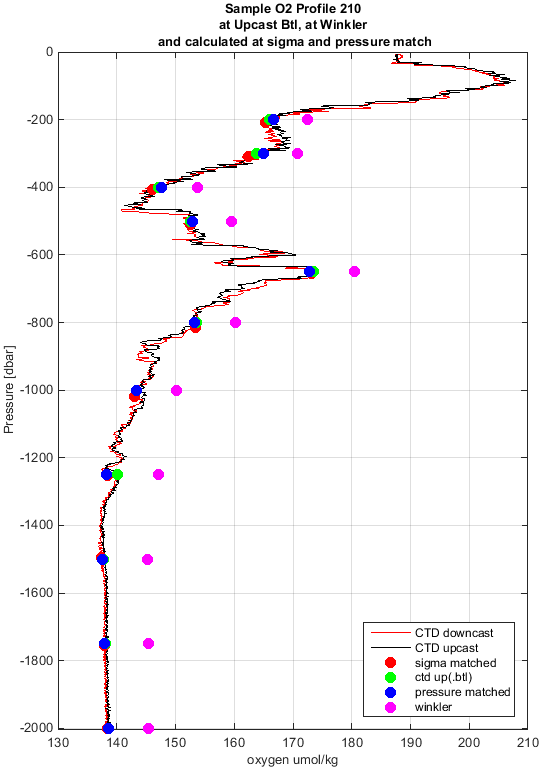 Sample O2 Profile 210
at Upcast Btl, at Winkler
and calculated at sigma and pressure match
0
-200
-400
-600
-800
-1000
-1200
-1400
-1600
-1800
-2000
Pressure [dbar]
CTD downcast
CTD upcast
sigma matched
ctd up(.btl)
pressure matched
winkler
130 140 150 160 170 180 190 200 210
oxygen umol/kg